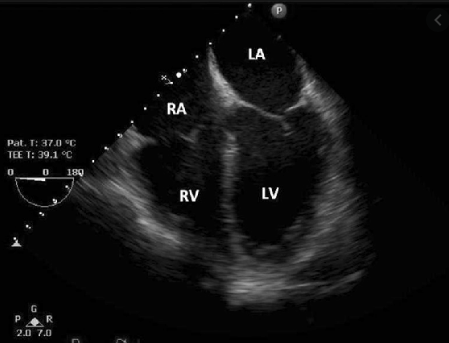 P
LA
RA
Pat. T: 37.0 °C
TEE T: 39.1 °C
0 0 180
RV LV
G
P R
2.0 7.0